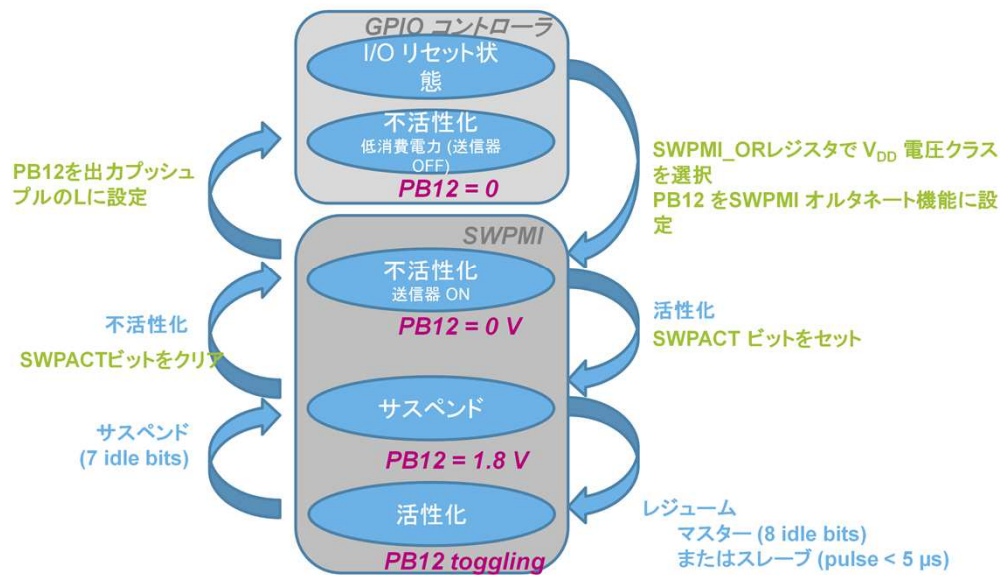 GPIO コントローラ
I/O リセット状
態
不活性化
低消費電力 (送信器
OFF)
PB12 = 0
PB12を出力プッシュ
プルのLに設定
SWPMI_ORレジスタで VDD 電圧クラス
を選択
PB12 をSWPMI オルタネート機能に設
定
SWPMI
不活性化
送信器 ON
PB12 = 0 V
不活性化
SWPACTビットをクリア
活性化
SWPACT ビットをセット
サスペンド
PB12 = 1.8 V
サスペンド
(7 idle bits)
活性化
PB12 toggling
レジューム
マスター (8 idle bits)
またはスレーブ (pulse < 5 µs)